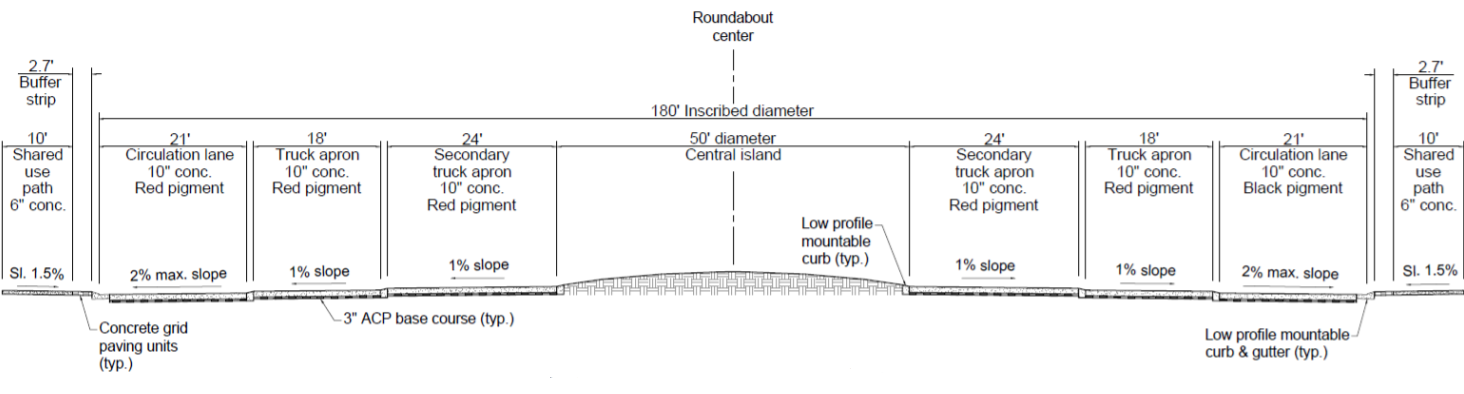 Roundabout
center
2.7'
Buffer
strip
2.7'
Buffer
strip
180' Inscribed diameter
10'
Shared
use
path
6" conc.
21'
Circulation lane
10" conc.
Red pigment
18'
Truck apron
10" conc.
Red pigment
24'
Secondary
truck apron
10" conc.
Red pigment
50' diameter
Central island
24'
Secondary
truck apron
10" conc.
Red pigment
18'
Truck apron
10" conc.
Red pigment
21'
Circulation lane
10" conc.
Black pigment
10'
Shared
use
path
6" conc.
Low profile
mountable
curb (typ.)
Sl. 1.5%
2% max. slope
1% slope
1% slope
1% slope
1% slope
2% max. slope
Sl. 1.5%
Concrete grid
paving units
(typ.)
3" ACP base course (typ.)
Low profile mountable
curb & gutter (typ.)